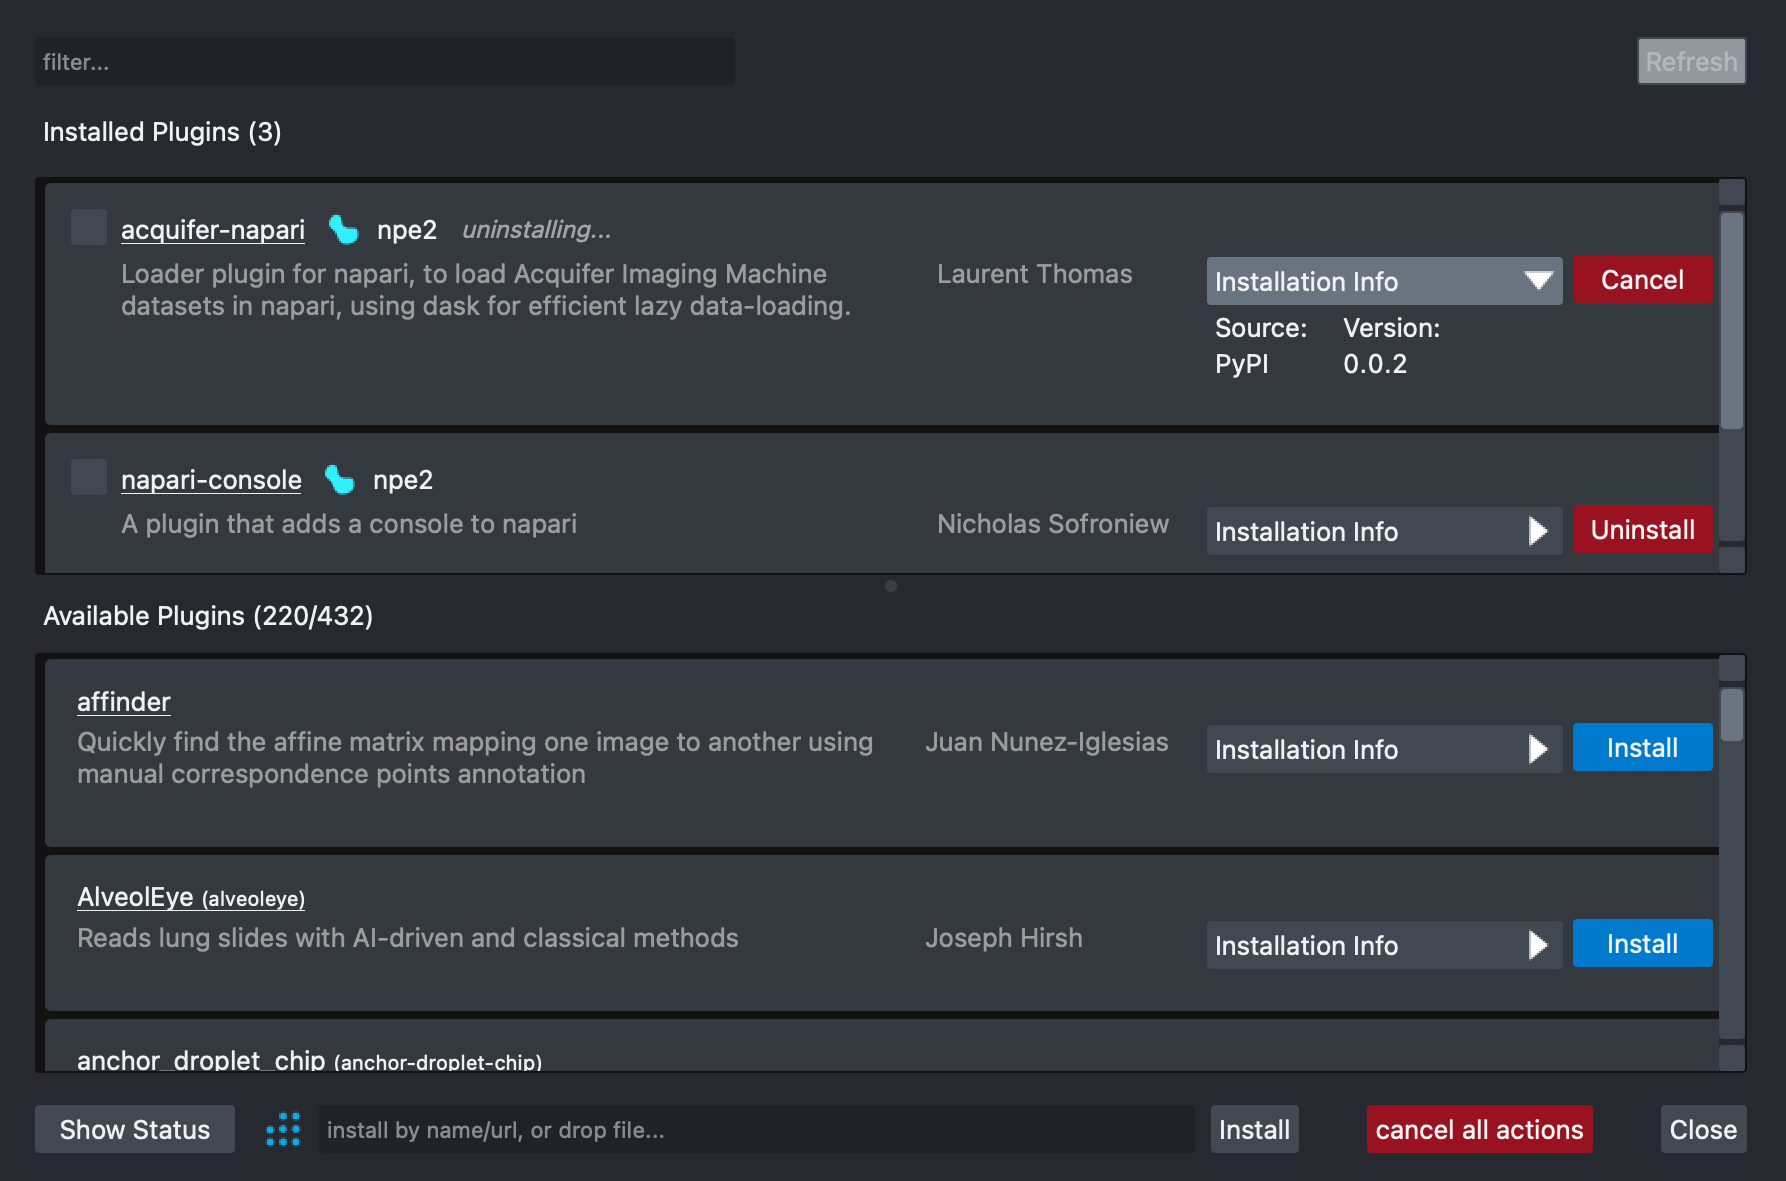 filter...
Refresh
Installed Plugins (3)
acquifer-napari npe2 uninstalling...
Loader plugin for napari, to load Acquifer Imaging Machine
datasets in napari, using dask for efficient lazy data-loading.
Laurent Thomas
Installation Info
Cancel
Source: Version:
PyPI 0.0.2
napari-console npe2
A plugin that adds a console to napari
Nicholas Sofroniew
Installation Info
Uninstall
Available Plugins (220/432)
affinder
Quickly find the affine matrix mapping one image to another using
manual correspondence points annotation
Juan Nunez-Iglesias
Installation Info
Install
AlveolEye (alveoleye)
Reads lung slides with AI-driven and classical methods
Joseph Hirsh
Installation Info
Install
anchor_droplet_chip (anchor-droplet-chip)
Show Status
install by name/url, or drop file...
Install
cancel all actions
Close